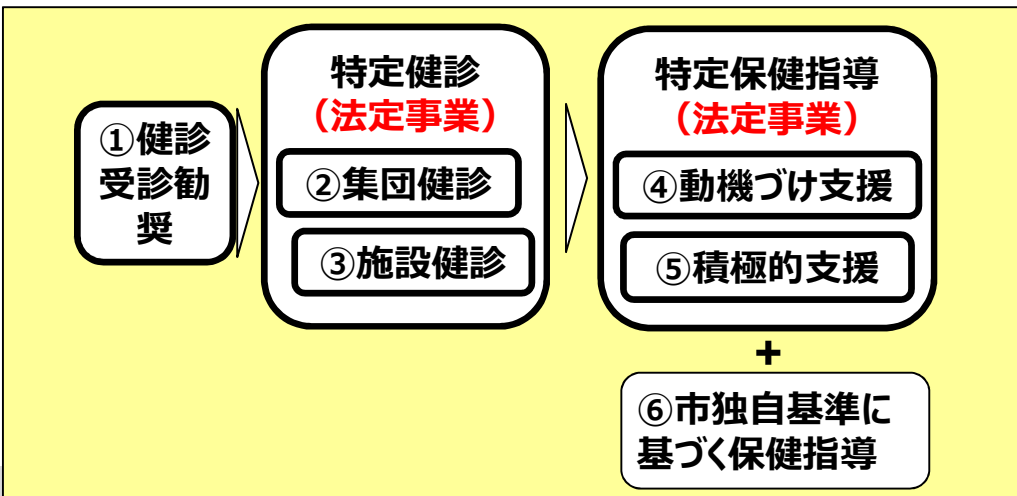 ①健診
受診勧
奨
特定健診
（法定事業）
②集団健診
③施設健診
特定保健指導
（法定事業）
④動機づけ支援
⑤積極的支援
+
⑥市独自基準に
基づく保健指導